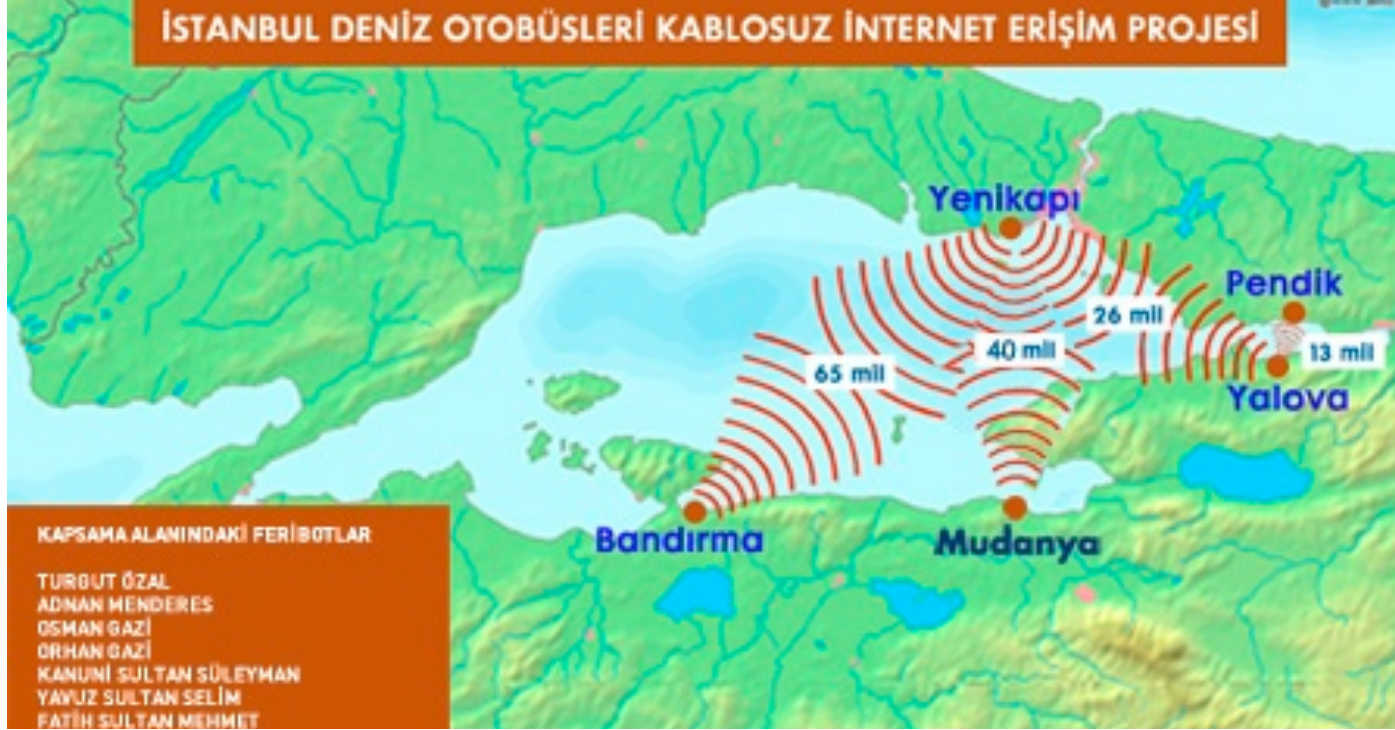 İSTANBUL DENİZ OTOBÜSLERİ KABLOSUZ İNTERNET ERİŞİM PROJESİ
Yenikapı
Pendik
26 mil
40 mil
13 mil
65 mil
Yalova
Bandırma
Mudanya
KAPSAMA ALANINDAKİ FERİBOTLAR
TURGUT ÖZAL
ADNAN MENDERES
OSMAN GAZİ
ORHAN GAZİ
KANUNİ SULTAN SÜLEYMAN
YAVUZ SULTAN SELİM
FATİH SULTAN MEHMET